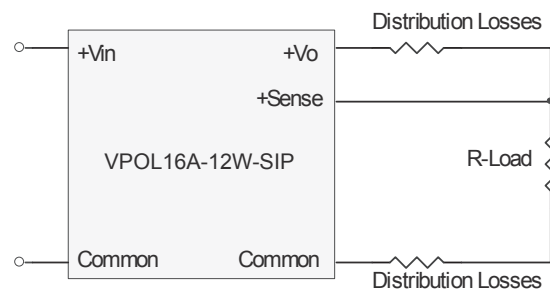 Distribution Losses
+Vin
+Vo
+Sense
VPOL16A-12W-SIP
R-Load
Common
Common
Distribution Losses